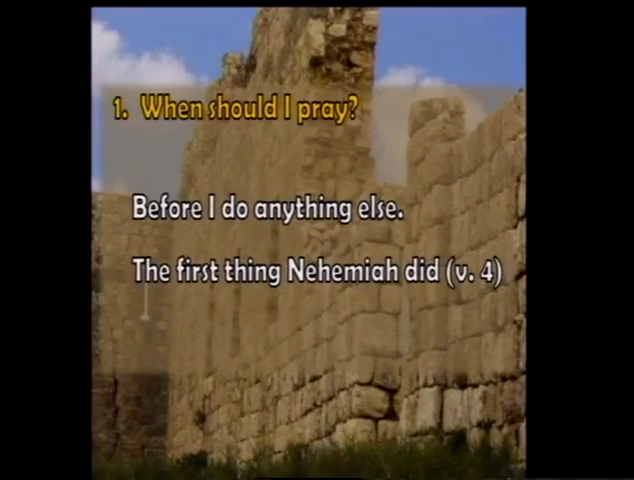 1. When should I pray?
Before I do anything else.
The first thing Nehemiah did (v. 4)